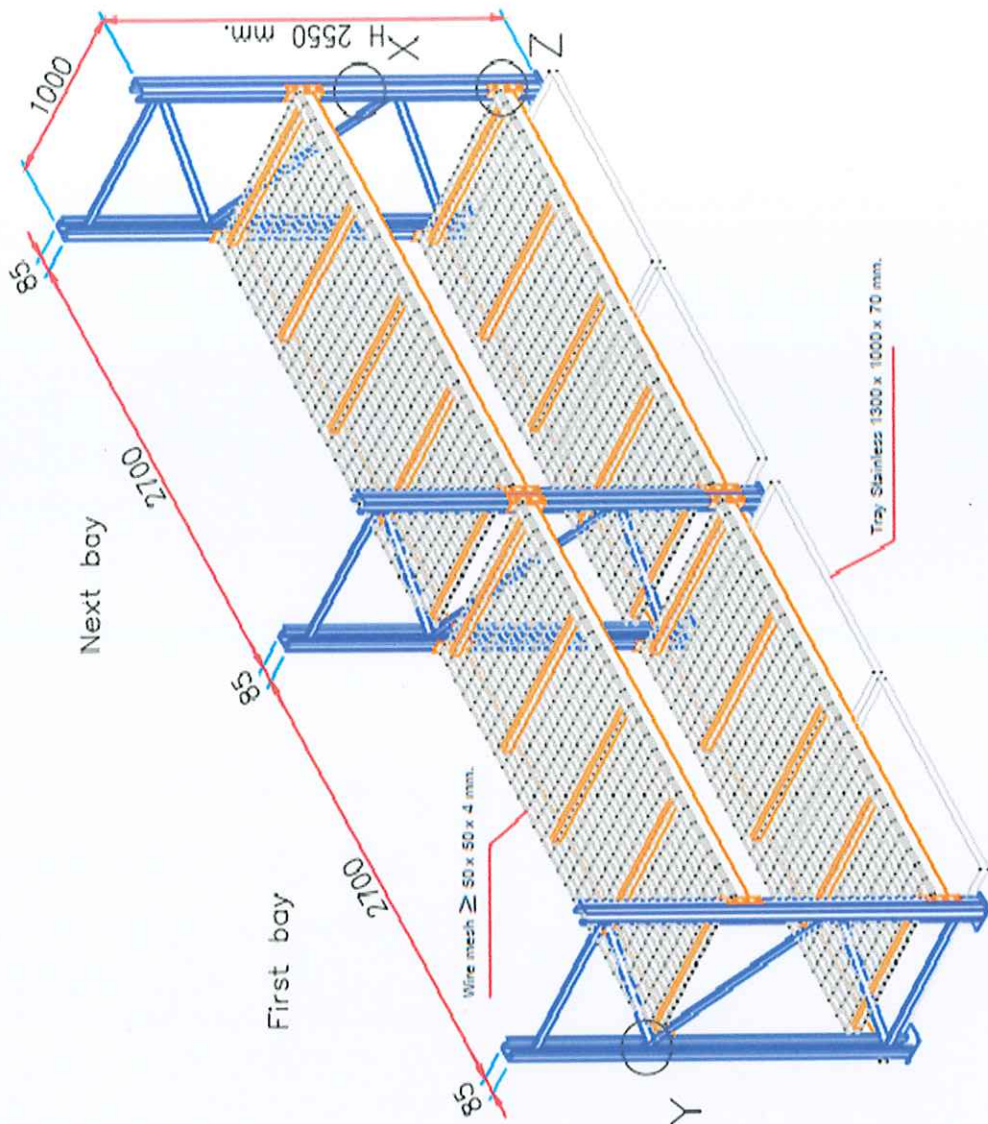 1000
H 2550 mm.
X
Z
85
2700
Next bay
85
2700
First bay
85
Y
Wire mesh ≥ 50 x 50 x 4 mm.
Tray Stainless 1300 x 1000 x 70 mm.